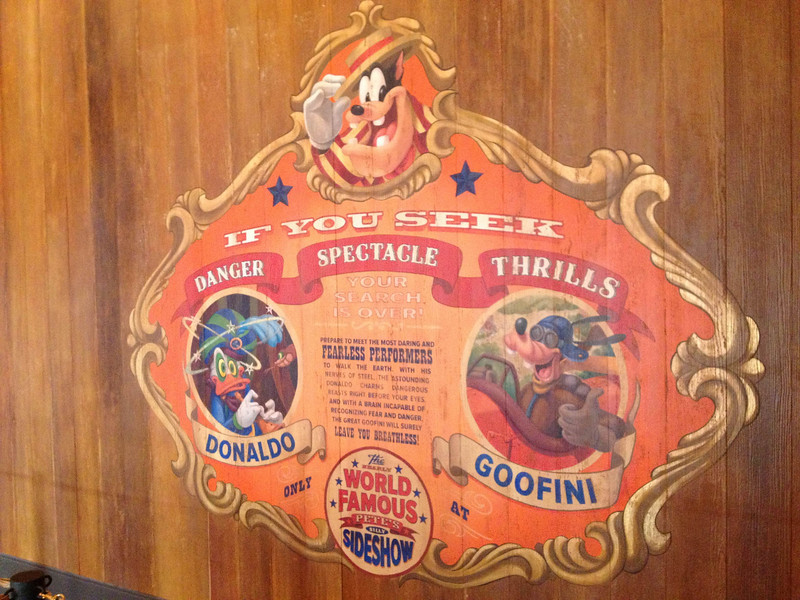 IF YOU SEEK
DANGER SPECTACLE THRILLS
YOUR
SEARCH
IS OVER!
PREPARE TO MEET THE MOST DARING AND
FEARLESS PERFORMERS
TO WALK THE EARTH. WITH HIS
NERVES OF STEEL, THE ASTOUNDING
DONALDO CHARMS DANGEROUS
BEASTS RIGHT BEFORE YOUR EYES.
AND WITH A BRAIN INCAPABLE OF
RECOGNIZING FEAR AND DANGER,
THE GREAT GOOFINI WILL SURELY
LEAVE YOU BREATHLESS!
DONALDO
GOOFINI
ONLY AT
The
WORLD
FAMOUS
PETE'S
SILLY
SIDESHOW